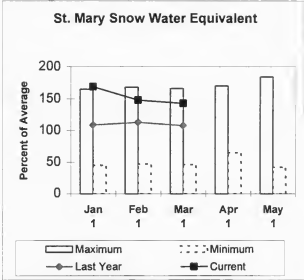 St. Mary Snow Water Equivalent
Percent of Average
200
150
100
50
0
Jan Feb Mar Apr May
1 1 1 1 1
Maximum Minimum
Last Year Current